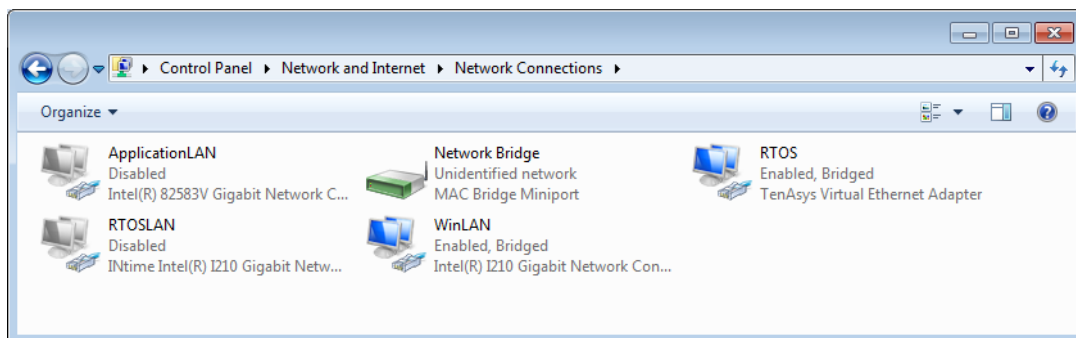 Control Panel Network and Internet Network Connections
Organize
ApplicationLAN
Disabled
Intel(R) 82583V Gigabit Network C...
Network Bridge
Unidentified network
MAC Bridge Miniport
RTOS
Enabled, Bridged
TenAsys Virtual Ethernet Adapter
RTOSLAN
Disabled
INtime Intel(R) I210 Gigabit Netw...
WinLAN
Enabled, Bridged
Intel(R) I210 Gigabit Network Con...